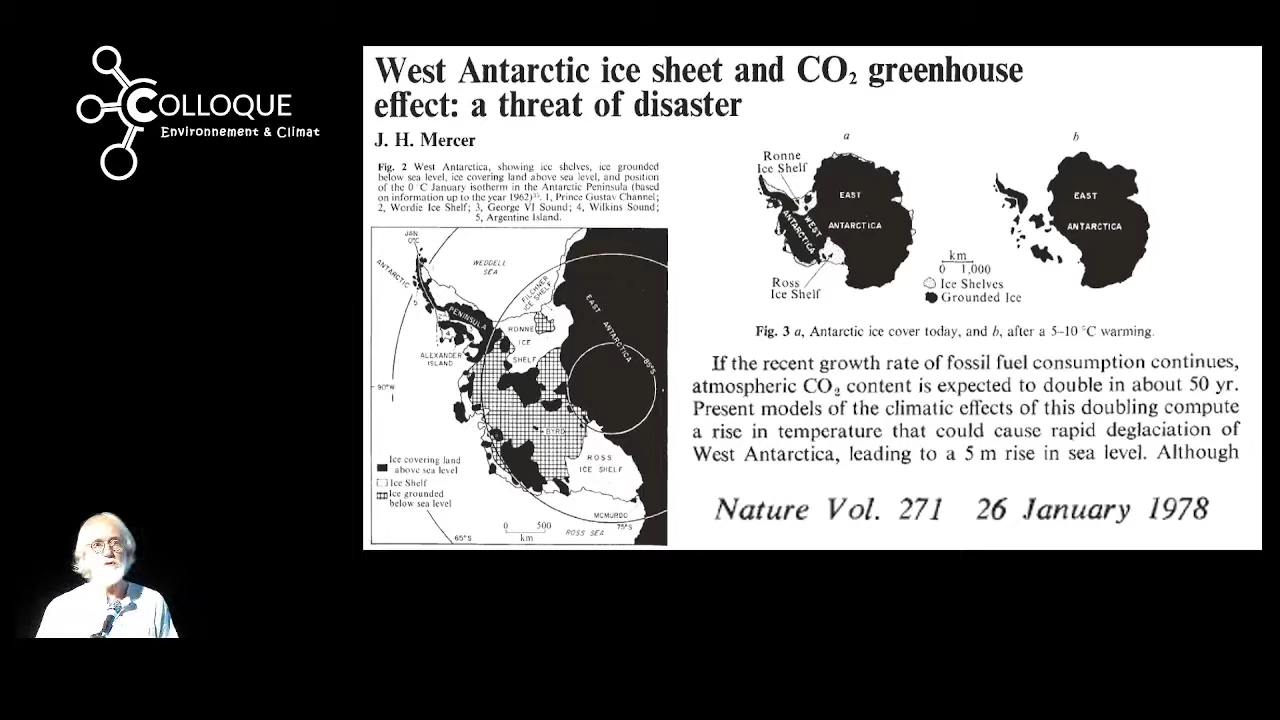 COLLOQUE
Environnement & Climat
West Antarctic ice sheet and CO₂ greenhouse
effect: a threat of disaster
J. H. Mercer
Fig. 2 West Antarctica, showing ice shelves, ice grounded
below sea level, ice covering land above sea level, and position
of the 0 °C January isotherm in the Antarctic Peninsula (based
on information up to the year 1962)
1, Prince Gustav Channel;
2, Wordie Ice Shelf; 3, George VI Sound; 4, Wilkins Sound;
5, Argentine Island.
JAN
0°C
ANTARCTIC
PENINSULA
WEDDELL
SEA
FILCHNER
ICE SHELF
EAST ANTARCTICA
RONNE
ICE
SHELF
ALEXANDER
ISLAND
90°W
85°S
BYRD
ROSS
ICE SHELF
Ice covering land
above sea level
Ice Shelf
Ice grounded
below sea level
MCMURDO
75°S
0 500
km
ROSS SEA
65°S
a
Ronne
Ice Shelf
EAST
ANTARCTICA
WEST
ANTARCTICA
Ross
Ice Shelf
b
EAST
ANTARCTICA
km
0 1,000
Ice Shelves
Grounded Ice
Fig. 3 a, Antarctic ice cover today, and b, after a 5–10 °C warming.
If the recent growth rate of fossil fuel consumption continues,
atmospheric CO₂ content is expected to double in about 50 yr.
Present models of the climatic effects of this doubling compute
a rise in temperature that could cause rapid deglaciation of
West Antarctica, leading to a 5 m rise in sea level. Although
Nature Vol. 271 26 January 1978